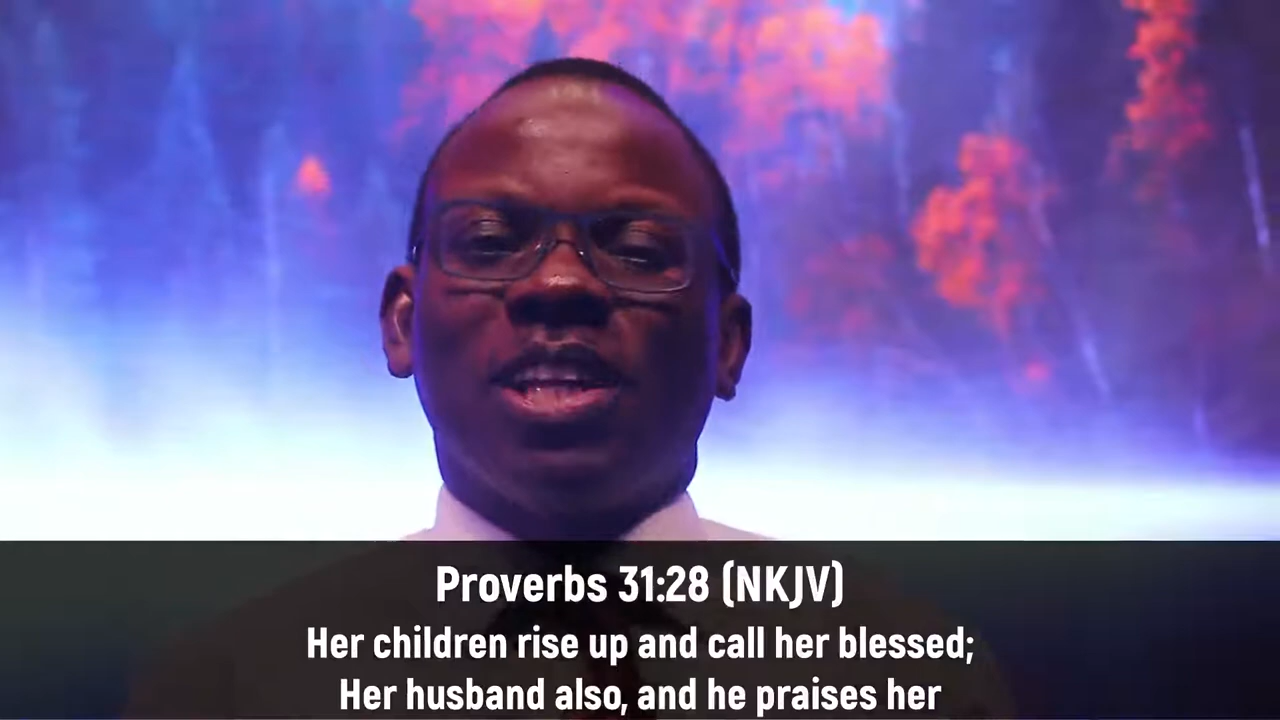 Proverbs 31:28 (NKJV)
Her children rise up and call her blessed;
Her husband also, and he praises her